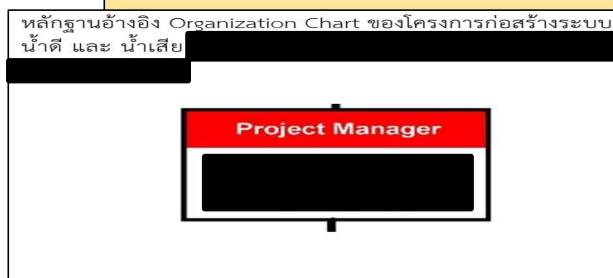 หลักฐานอ้างอิง Organization Chart ของโครงการก่อสร้างระบบ
น้ำดี และ น้ำเสีย
Project Manager